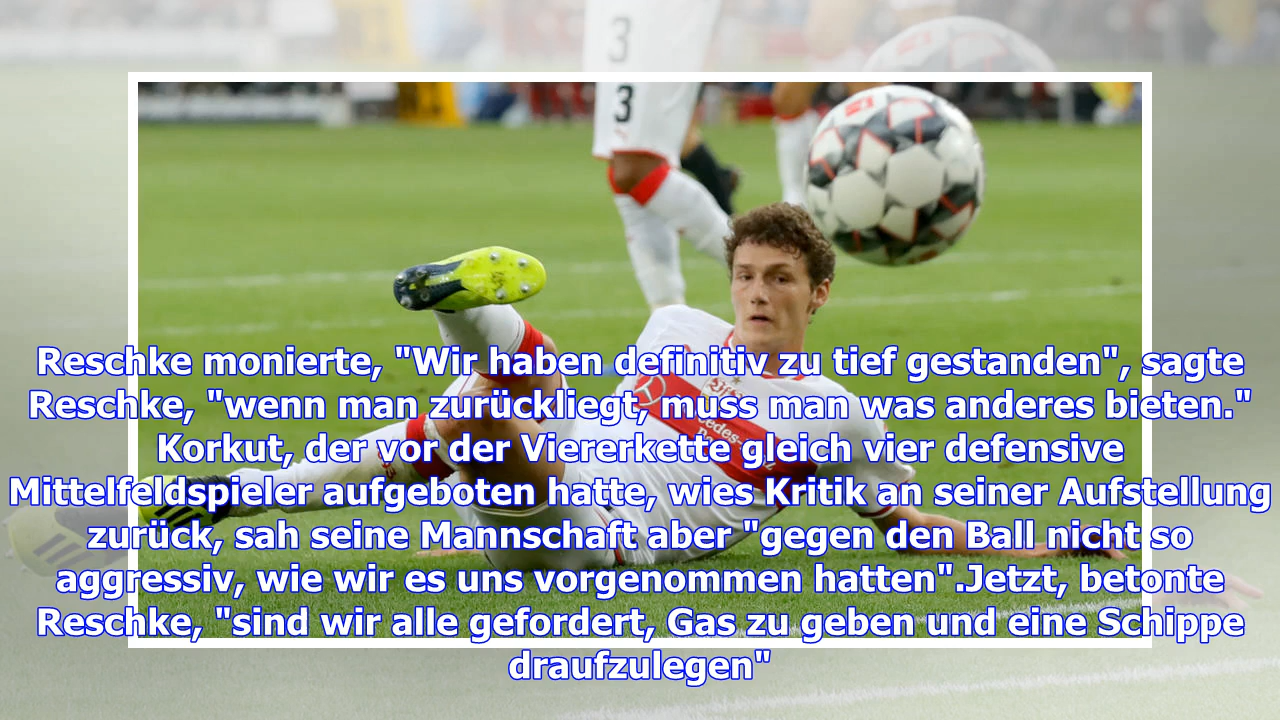 3
3
Reschke monierte, "Wir haben definitiv zu tief gestanden", sagte
Reschke, "wenn man zurückliegt, muss man was anderes bieten."
Korkut, der vor der Viererkette gleich vier defensive
Mittelfeldspieler aufgeboten hatte, wies Kritik an seiner Aufstellung
zurück, sah seine Mannschaft aber "gegen den Ball nicht so
aggressiv, wie wir es uns vorgenommen hatten".Jetzt, betonte
Reschke, "sind wir alle gefordert, Gas zu geben und eine Schippe
draufzulegen"